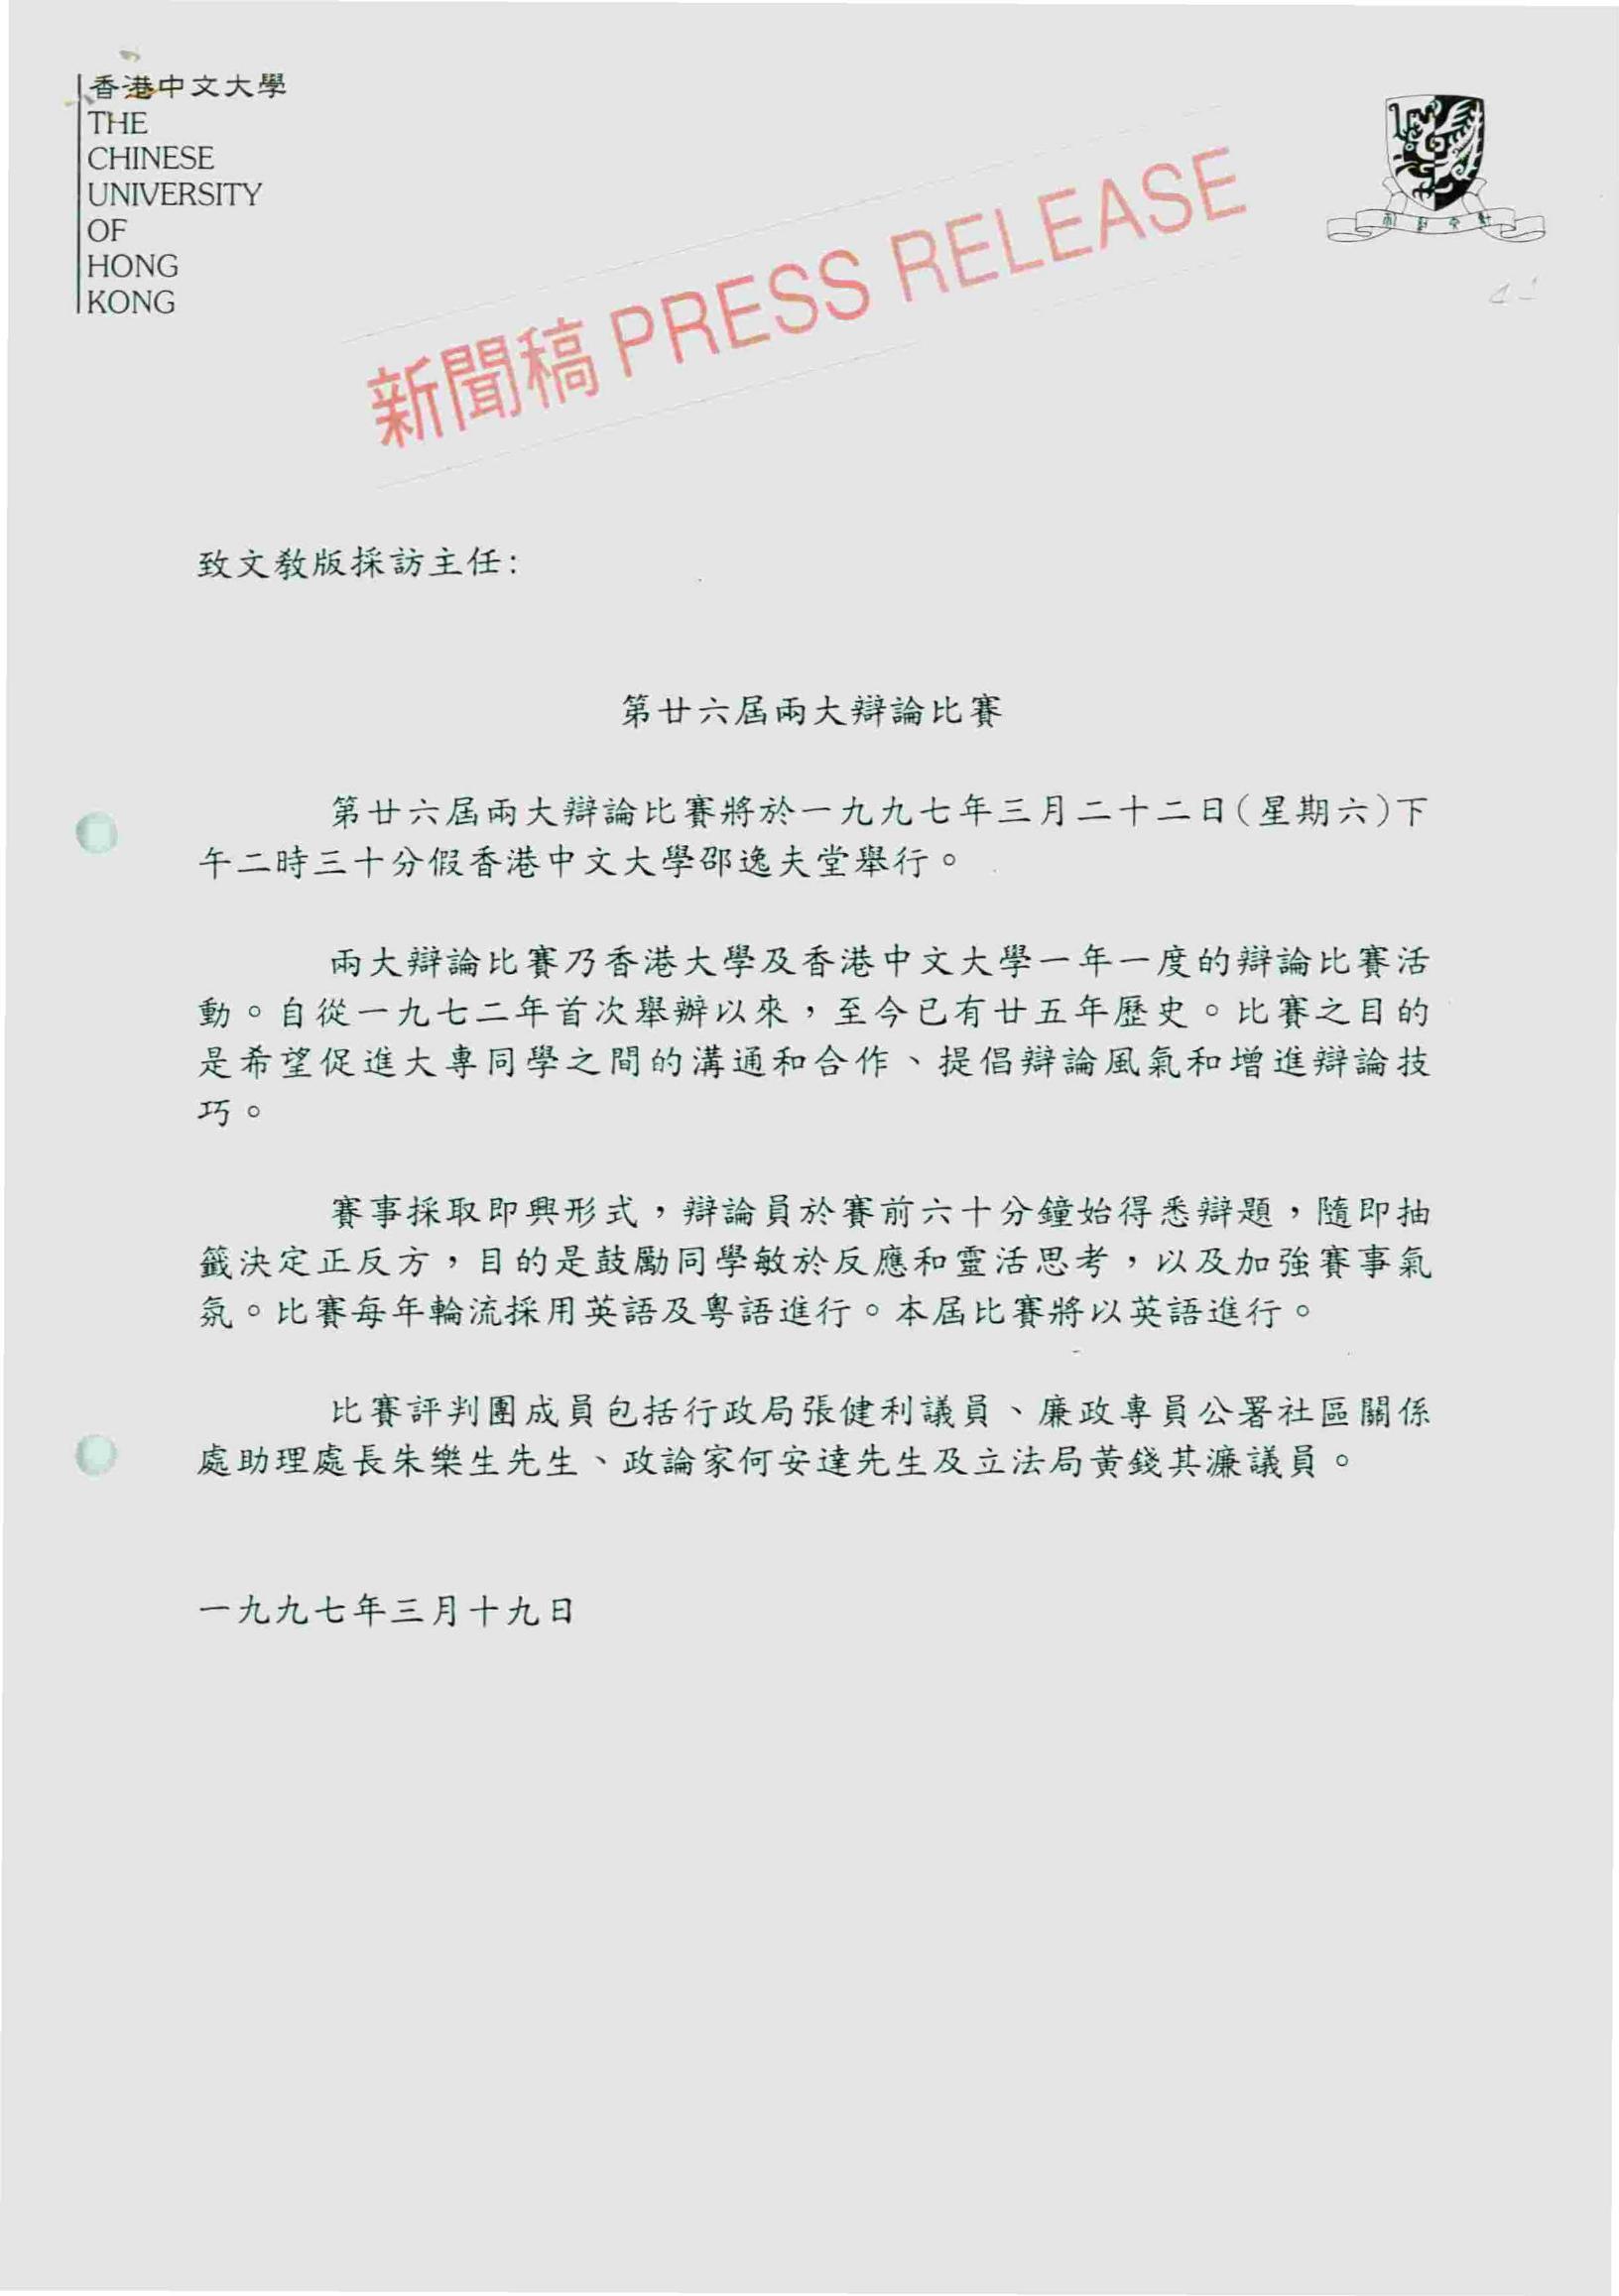 香港中文大學
THE
CHINESE
UNIVERSITY
OF
HONG
KONG
新聞稿 PRESS RELEASE
致文教版採訪主任:
第廿六屆兩大辯論比賽
第廿六屆兩大辯論比賽將於一九九七年三月二十二日(星期六)下
午二時三十分假香港中文大學邵逸夫堂舉行。
兩大辯論比賽乃香港大學及香港中文大學一年一度的辯論比賽活
動。自從一九七二年首次舉辦以來，至今已有廿五年歷史。比賽之目的
是希望促進大專同學之間的溝通和合作、提倡辯論風氣和增進辯論技
巧。
賽事採取即興形式，辯論員於賽前六十分鐘始得悉辯題，隨即抽
籤決定正反方，目的是鼓勵同學敏於反應和靈活思考，以及加強賽事氣
氛。比賽每年輪流採用英語及粵語進行。本屆比賽將以英語進行。
比賽評判團成員包括行政局張健利議員、廉政專員公署社區關係
處助理處長朱樂生先生、政論家何安達先生及立法局黃錢其濂議員。
一九九七年三月十九日